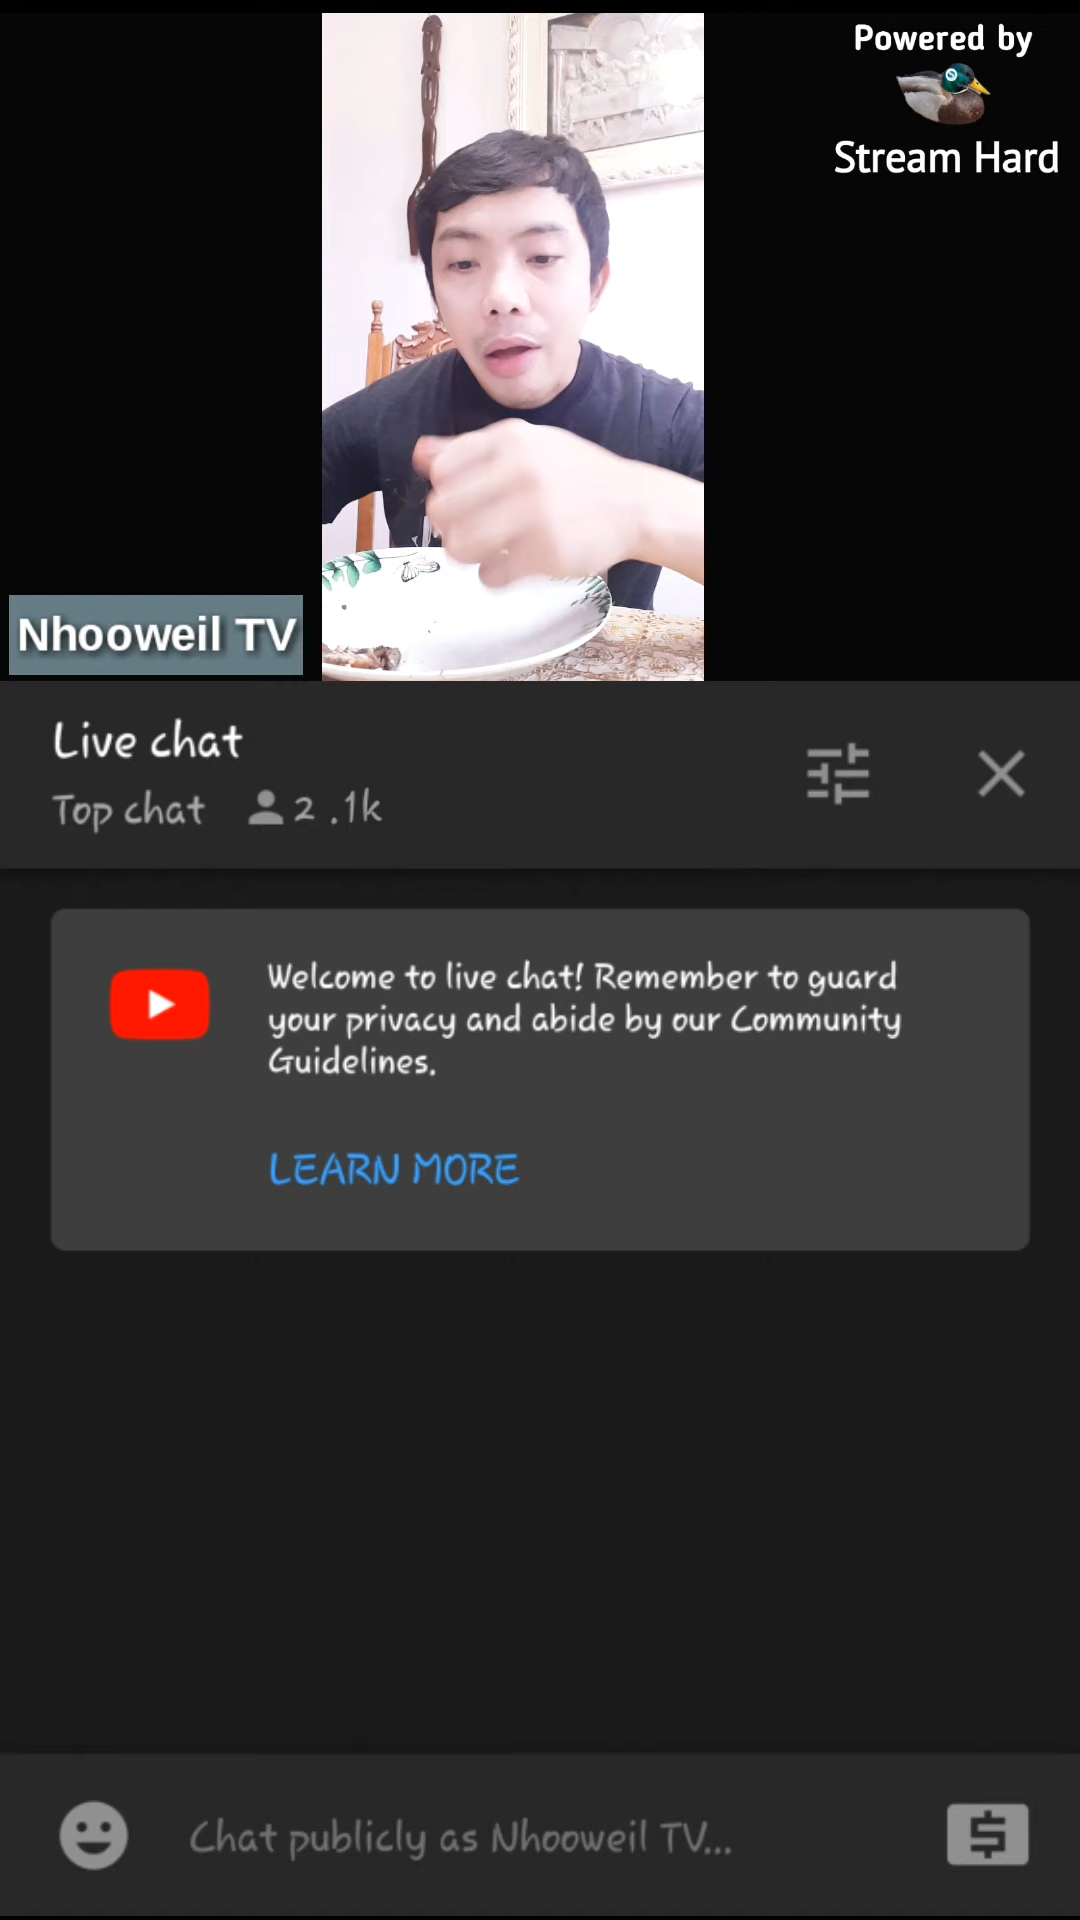 Powered by
Stream Hard
Nhooweil TV
Live chat
Top chat 2 .1k
Welcome to live chat! Remember to guard
your privacy and abide by our Community
Guidelines.
LEARN MORE
Chat publicly as Nhooweil TV...